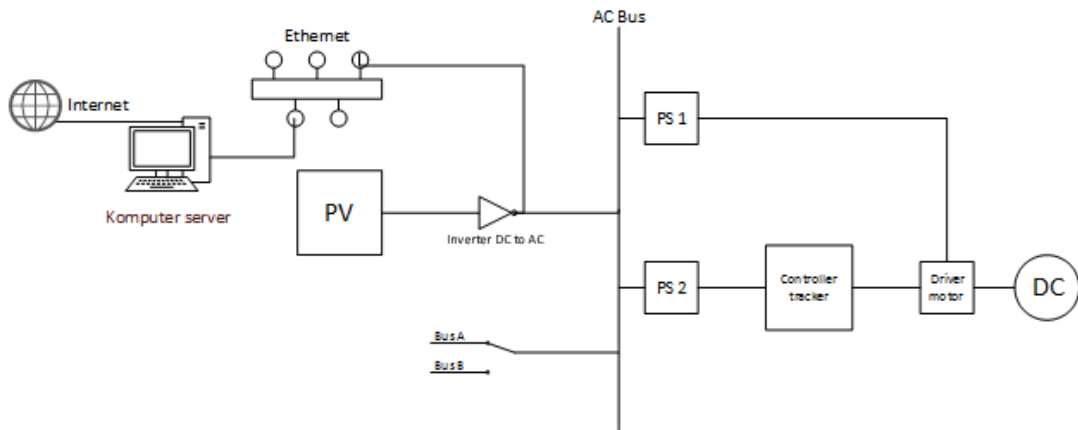 AC Bus
Ethernet
Internet
PS 1
Komputer server
PV
Inverter DC to AC
PS 2
Controller
tracker
Driver
motor
DC
Bus A
Bus B